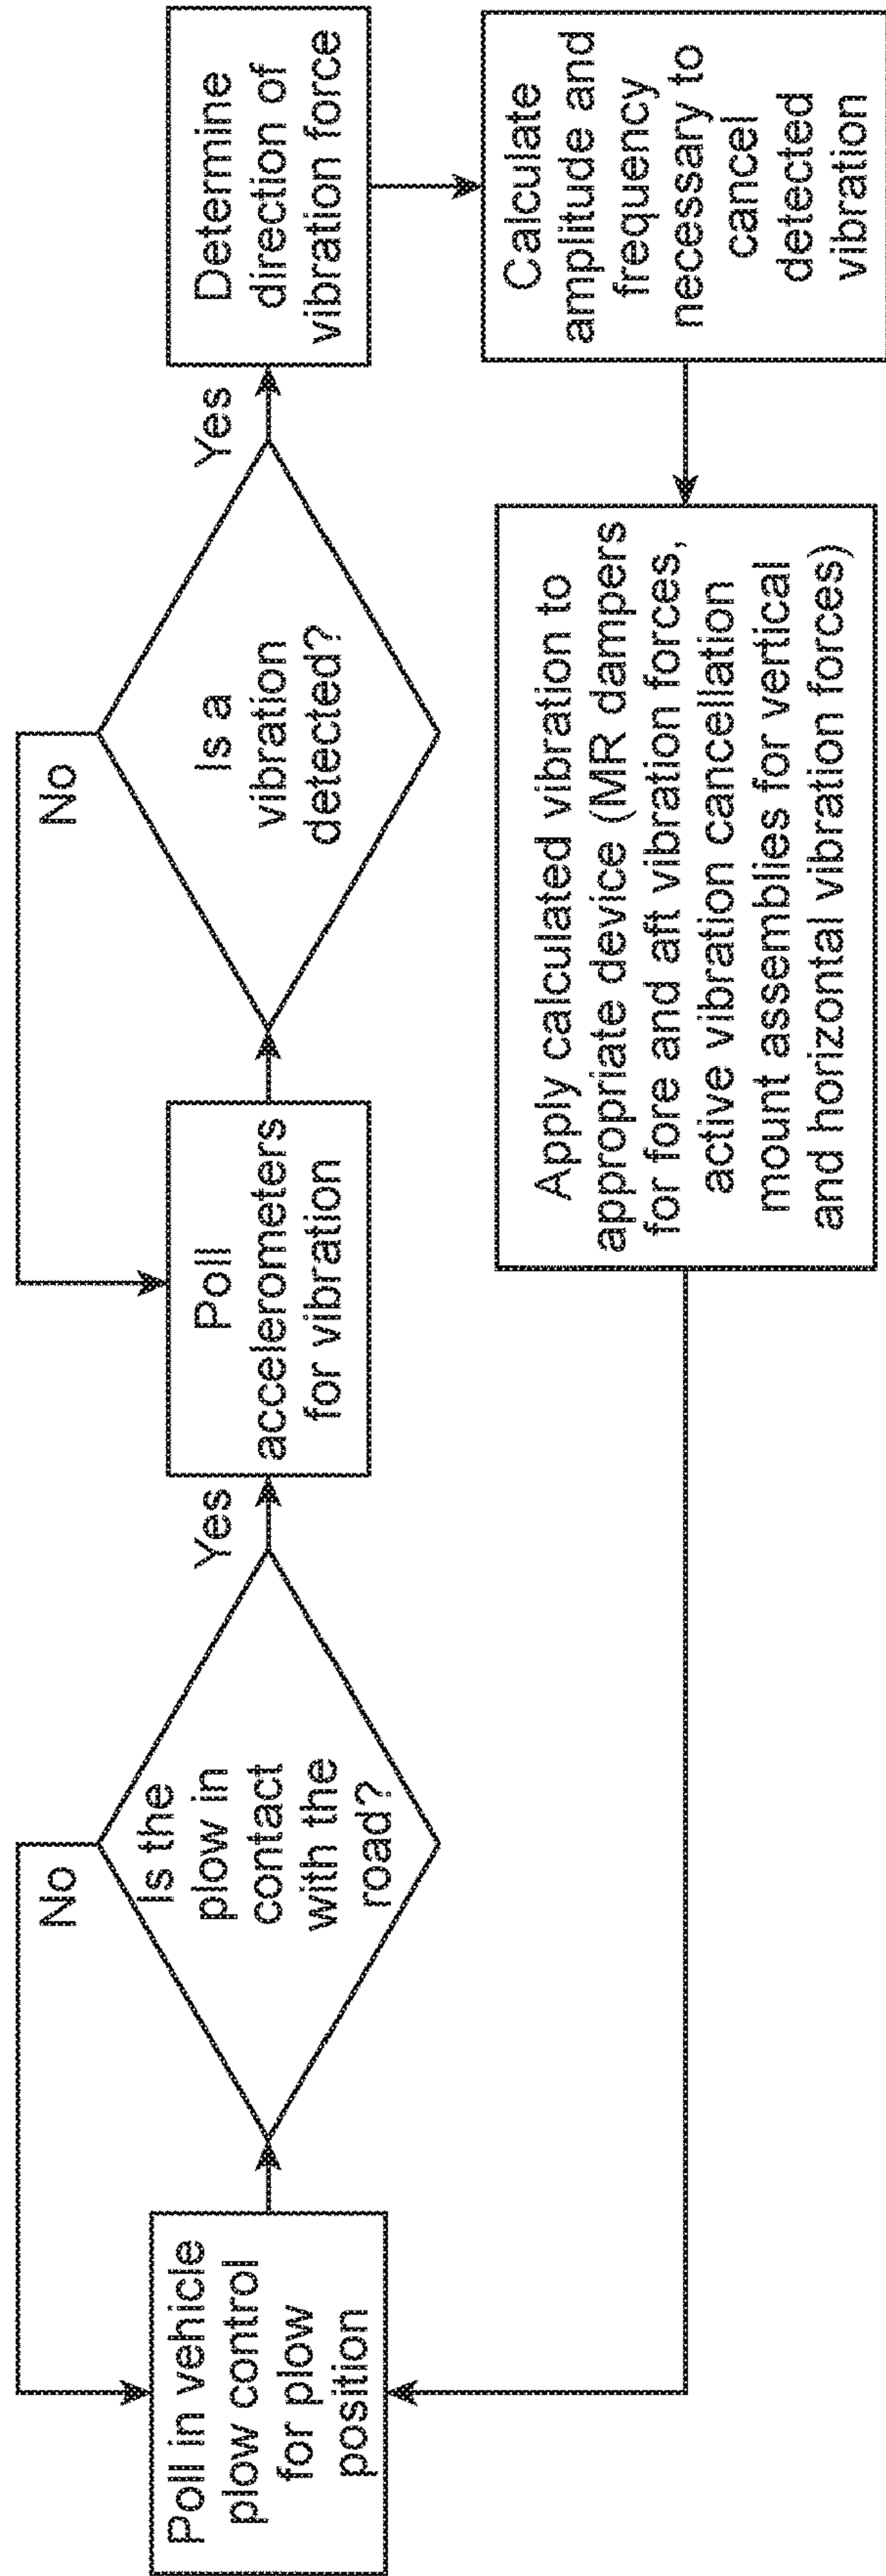 Poll in vehicle
plow control
for plow
position
No
Is the
plow in
contact
with the
road?
Yes
Poll
accelerometers
for vibration
No
Is a
vibration
detected?
Yes
Determine
direction of
vibration force
Calculate
amplitude and
frequency
necessary to
cancel
detected
vibration
Apply calculated vibration to
appropriate device (MR dampers
for fore and aft vibration forces,
active vibration cancellation
mount assemblies for vertical
and horizontal vibration forces)